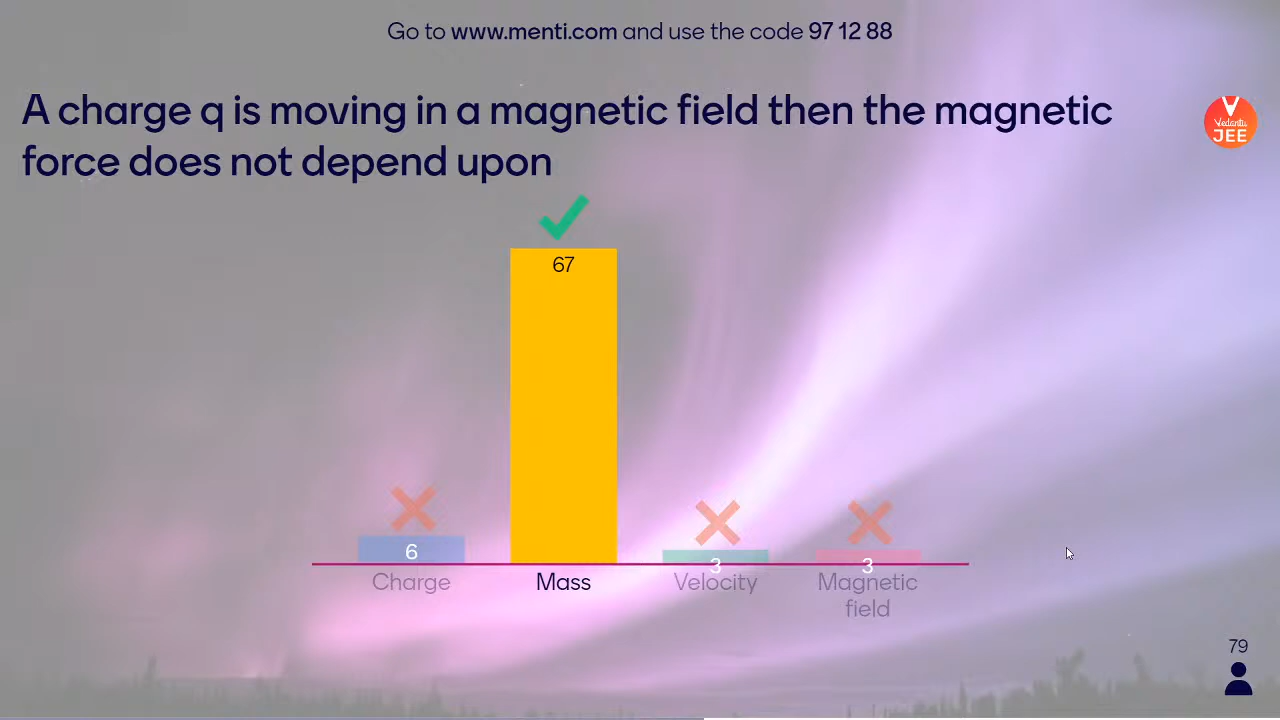 Go to www.menti.com and use the code 97 12 88
A charge q is moving in a magnetic field then the magnetic
force does not depend upon
Vedantu
JEE
67
6
3
3
Charge
Mass
Velocity
Magnetic
field
79